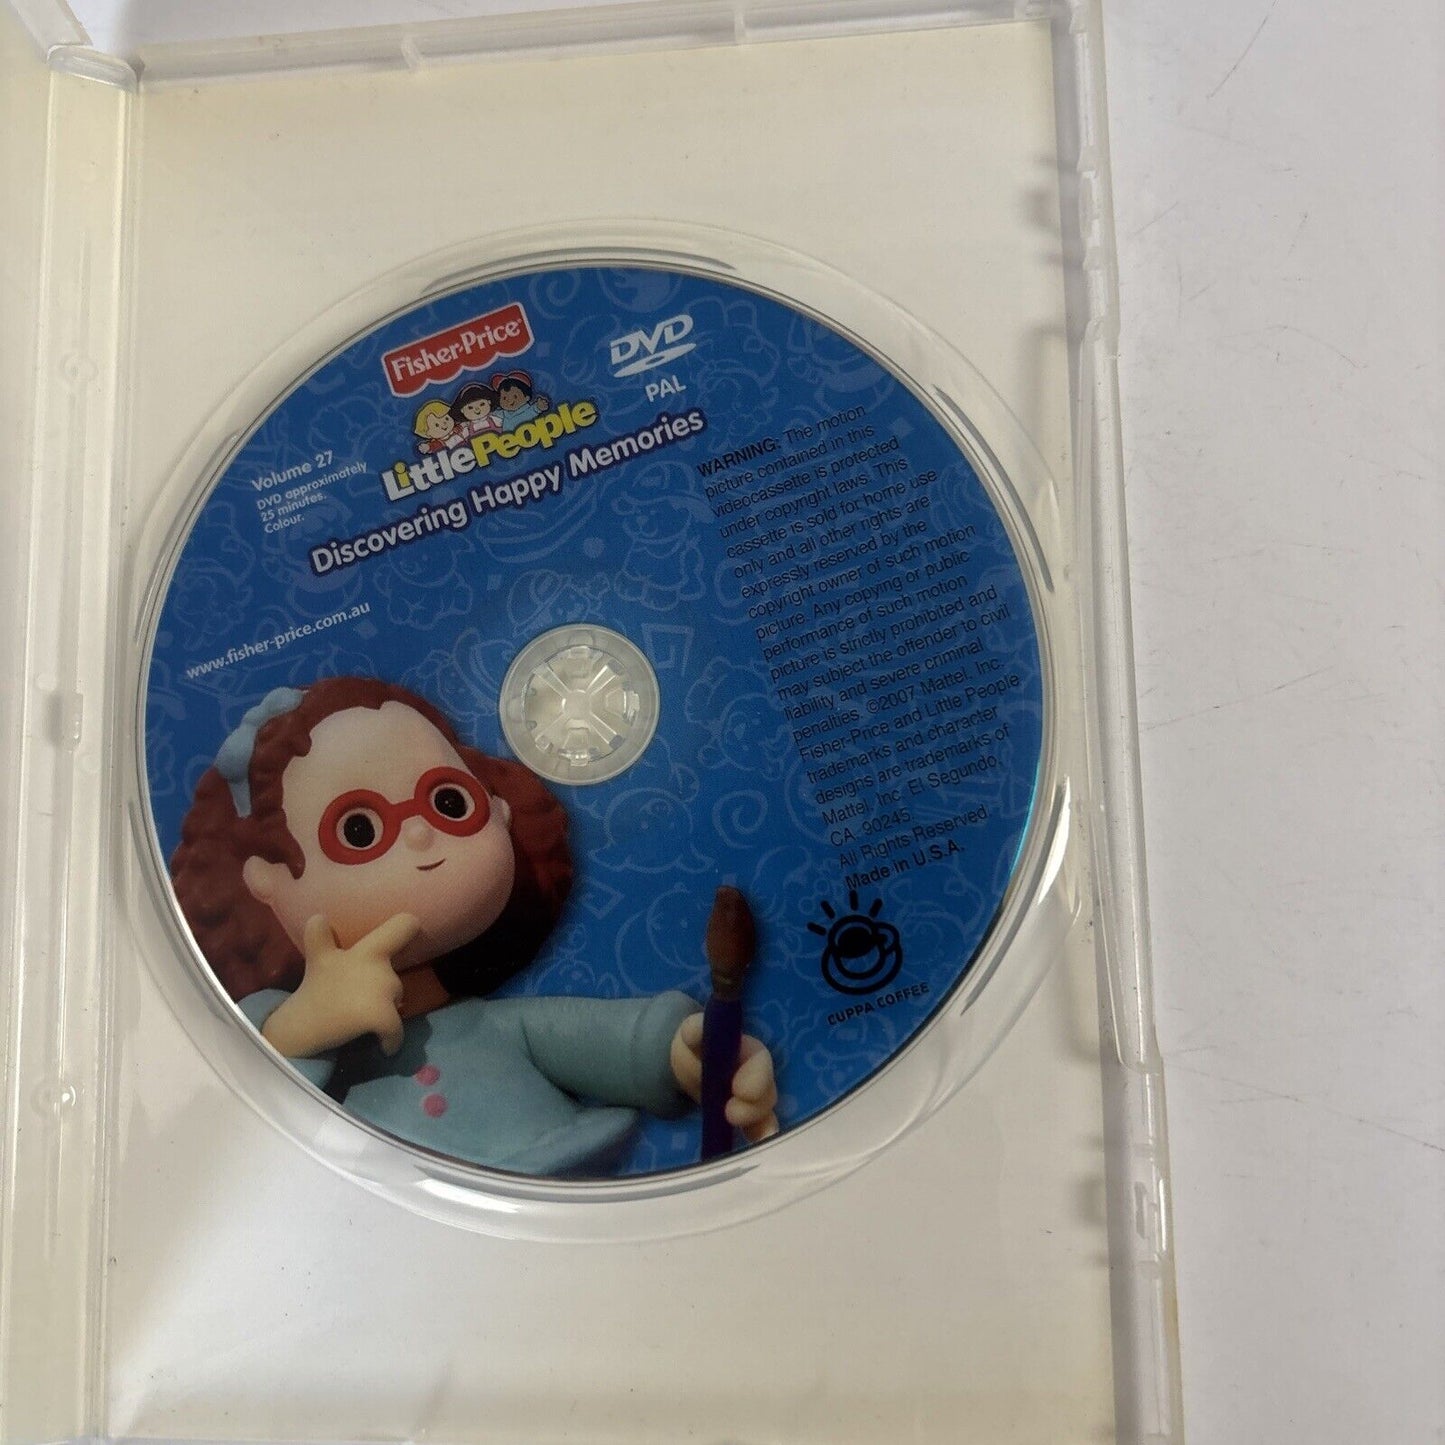 Fisher-Price
Little People
Discovering Happy Memories
DVD
PAL
Volume 27
DVD approximately
25 minutes.
Colour.
www.fisher-price.com.au
WARNING: The motion
picture contained in this
videocassette is protected
under copyright laws. This
cassette is sold for home use
only and all other rights are
expressly reserved by the
copyright owner of such motion
picture. Any copying or public
performance of such motion
picture is strictly prohibited and
may subject the offender to civil
liability and severe criminal
penalties. ©2007 Mattel, Inc.
Fisher-Price and Little People
trademarks and character
designs are trademarks of
Mattel, Inc. El Segundo,
CA. 90245.
All Rights Reserved.
Made in U.S.A.
CUPPA COFFEE